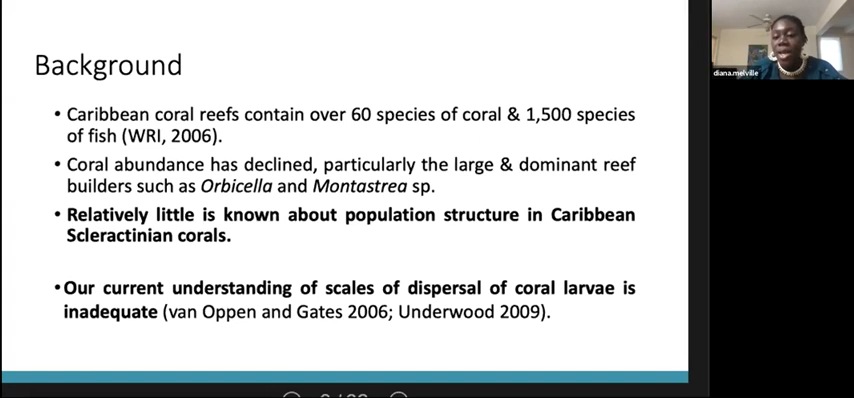 Background
• Caribbean coral reefs contain over 60 species of coral & 1,500 species
of fish (WRI, 2006).
• Coral abundance has declined, particularly the large & dominant reef
builders such as Orbicella and Montastrea sp.
• Relatively little is known about population structure in Caribbean
Scleractinian corals.
• Our current understanding of scales of dispersal of coral larvae is
inadequate (van Oppen and Gates 2006; Underwood 2009).
diana.melville